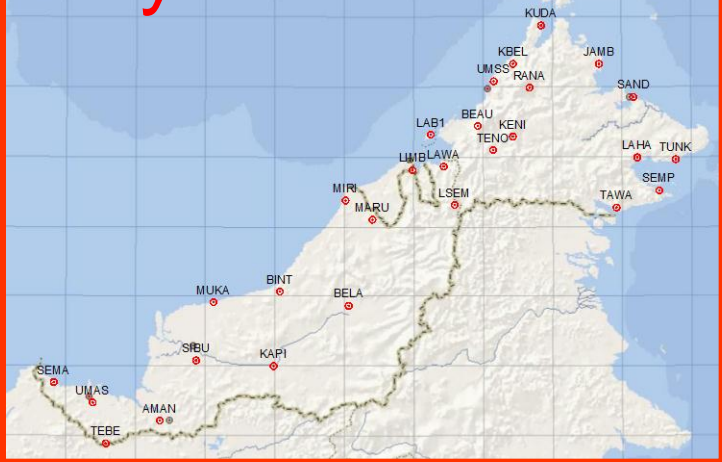 y
KUDA
KBEL
JAMB
UMSS
RANA
SAND
BEAU
LAB1
KENI
TENO
LAHA
TUNK
LIMB
LAWA
SEMP
MIRI
LSEM
TAWA
MARU
BINT
MUKA
BELA
SIBU
KAPI
SEMA
UMAS
AMAN
TEBE